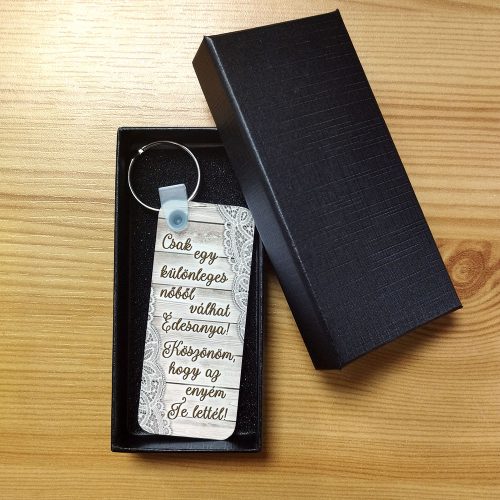 Csak
egy
különleges
nőből
válhat
Édesanya!
Köszönöm,
hogy az
enyém
Te lettél!